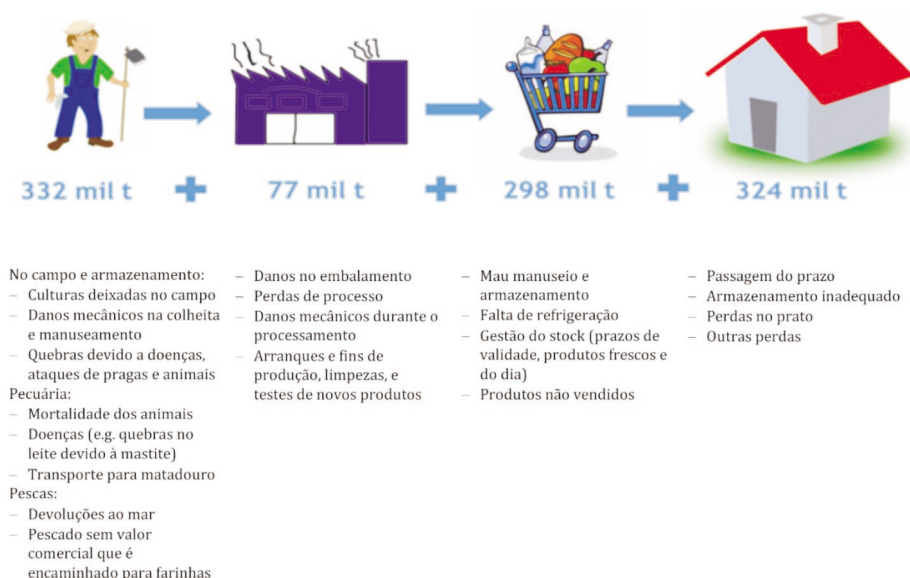 332 mil t + 77 mil t + 298 mil t + 324 mil t
No campo e armazenamento:
– Culturas deixadas no campo
– Danos mecânicos na colheita
e manuseamento
– Quebras devido a doenças,
ataques de pragas e animais
Pecuária:
– Mortalidade dos animais
– Doenças (e.g. quebras no
leite devido à mastite)
– Transporte para matadouro
Pescas:
– Devoluções ao mar
– Pescado sem valor
comercial que é
encaminhado para farinhas
– Danos no embalamento
– Perdas de processo
– Danos mecânicos durante o
processamento
– Arranques e fins de
produção, limpezas, e
testes de novos produtos
– Mau manuseio e
armazenamento
– Falta de refrigeração
– Gestão do stock (prazos de
validade, produtos frescos e
do dia)
– Produtos não vendidos
– Passagem do prazo
– Armazenamento inadequado
– Perdas no prato
– Outras perdas